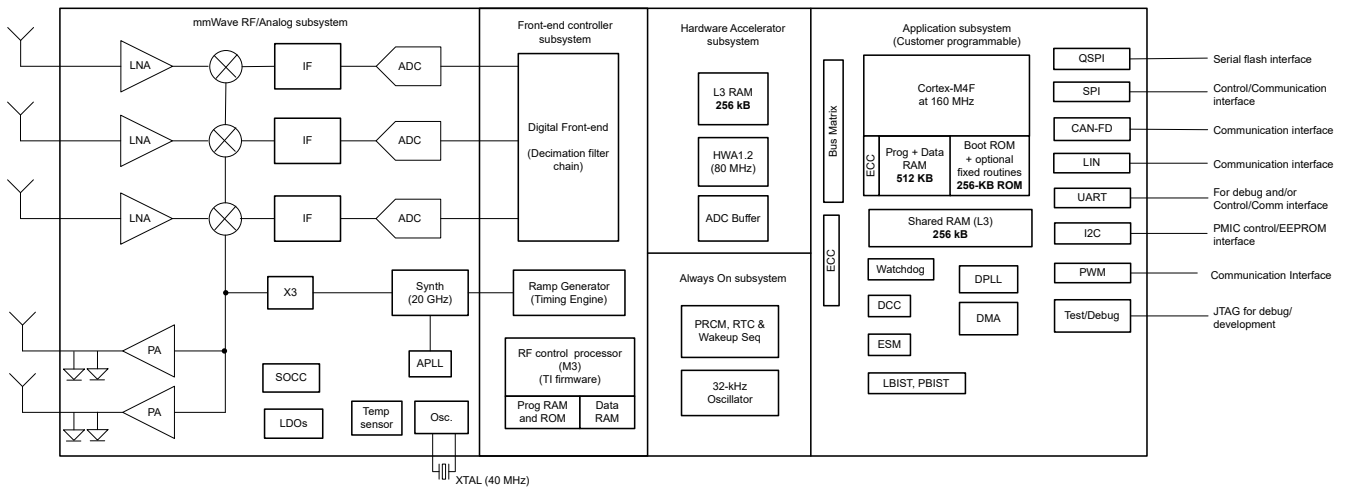 mmWave RF/Analog subsystem
LNA
IF
ADC
LNA
IF
ADC
LNA
IF
ADC
X3
Synth
(20 GHz)
PA
APLL
PA
SOCC
LDOs
Temp
sensor
Osc.
XTAL (40 MHz)
Front-end controller
subsystem
Digital Front-end
(Decimation filter
chain)
Ramp Generator
(Timing Engine)
RF control processor
(M3)
(TI firmware)
Prog RAM
and ROM
Data
RAM
Hardware Accelerator
subsystem
L3 RAM
256 kB
HWA1.2
(80 MHz)
ADC Buffer
Always On subsystem
PRCM, RTC &
Wakeup Seq
32-kHz
Oscillator
Application subsystem
(Customer programmable)
Bus Matrix
ECC
Cortex-M4F
at 160 MHz
ECC
Prog + Data
RAM
512 KB
Boot ROM
+ optional
fixed routines
256-KB ROM
Shared RAM (L3)
256 kB
Watchdog
DCC
ESM
LBIST, PBIST
DPLL
DMA
QSPI
Serial flash interface
SPI
Control/Communication
interface
CAN-FD
Communication interface
LIN
Communication interface
UART
For debug and/or
Control/Comm interface
I2C
PMIC control/EEPROM
interface
PWM
Communication Interface
Test/Debug
JTAG for debug/
development